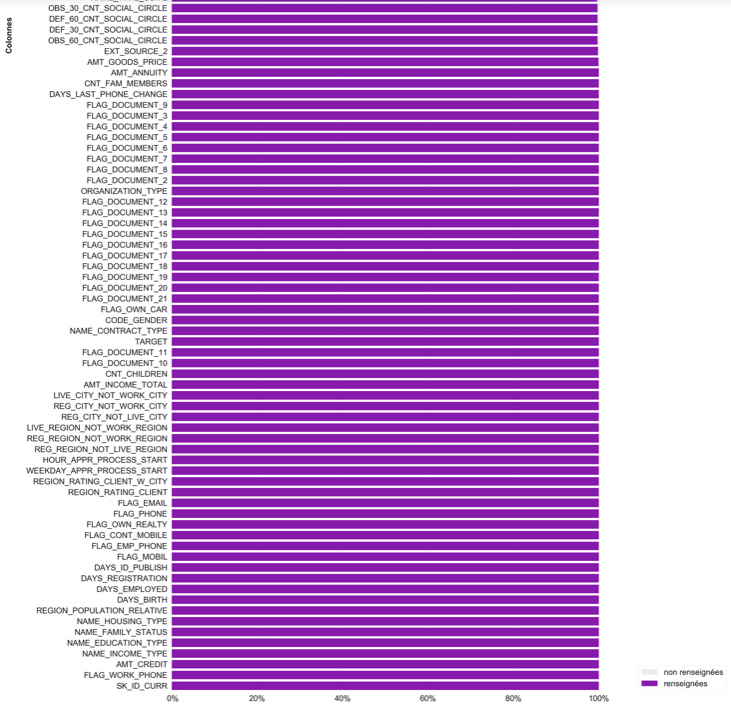 Colonnes
OBS_30_CNT_SOCIAL_CIRCLE
DEF_60_CNT_SOCIAL_CIRCLE
DEF_30_CNT_SOCIAL_CIRCLE
OBS_60_CNT_SOCIAL_CIRCLE
EXT_SOURCE_2
AMT_GOODS_PRICE
AMT_ANNUITY
CNT_FAM_MEMBERS
DAYS_LAST_PHONE_CHANGE
FLAG_DOCUMENT_9
FLAG_DOCUMENT_3
FLAG_DOCUMENT_4
FLAG_DOCUMENT_5
FLAG_DOCUMENT_6
FLAG_DOCUMENT_7
FLAG_DOCUMENT_8
FLAG_DOCUMENT_2
ORGANIZATION_TYPE
FLAG_DOCUMENT_12
FLAG_DOCUMENT_13
FLAG_DOCUMENT_14
FLAG_DOCUMENT_15
FLAG_DOCUMENT_16
FLAG_DOCUMENT_17
FLAG_DOCUMENT_18
FLAG_DOCUMENT_19
FLAG_DOCUMENT_20
FLAG_DOCUMENT_21
FLAG_OWN_CAR
CODE_GENDER
NAME_CONTRACT_TYPE
TARGET
FLAG_DOCUMENT_11
FLAG_DOCUMENT_10
CNT_CHILDREN
AMT_INCOME_TOTAL
LIVE_CITY_NOT_WORK_CITY
REG_CITY_NOT_WORK_CITY
REG_CITY_NOT_LIVE_CITY
LIVE_REGION_NOT_WORK_REGION
REG_REGION_NOT_WORK_REGION
REG_REGION_NOT_LIVE_REGION
HOUR_APPR_PROCESS_START
WEEKDAY_APPR_PROCESS_START
REGION_RATING_CLIENT_W_CITY
REGION_RATING_CLIENT
FLAG_EMAIL
FLAG_PHONE
FLAG_OWN_REALTY
FLAG_CONT_MOBILE
FLAG_EMP_PHONE
FLAG_MOBIL
DAYS_ID_PUBLISH
DAYS_REGISTRATION
DAYS_EMPLOYED
DAYS_BIRTH
REGION_POPULATION_RELATIVE
NAME_HOUSING_TYPE
NAME_FAMILY_STATUS
NAME_EDUCATION_TYPE
NAME_INCOME_TYPE
AMT_CREDIT
FLAG_WORK_PHONE
SK_ID_CURR
0% 20% 40% 60% 80% 100%
non renseignées
renseignées